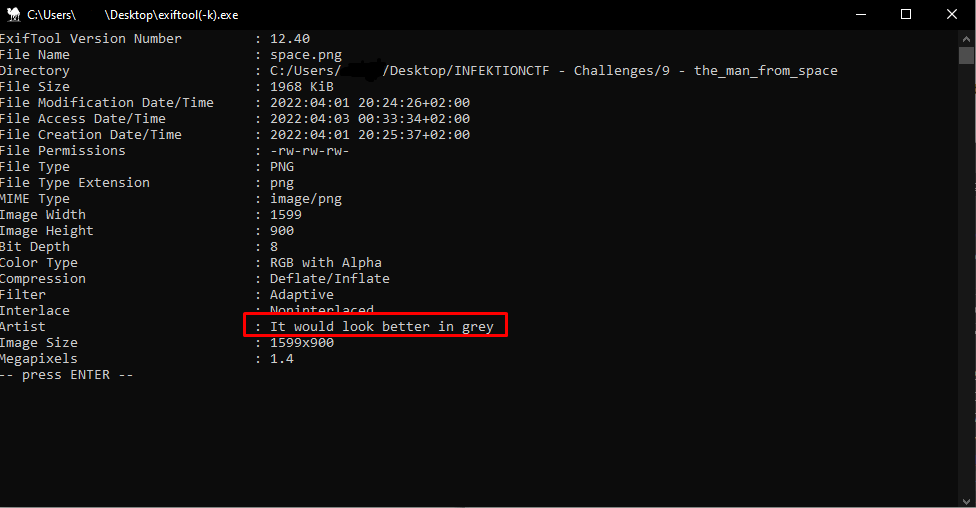 C:\Users\ \Desktop\exiftool(-k).exe
ExifTool Version Number : 12.40
File Name : space.png
Directory : C:/Users/ /Desktop/INFEKTIONCTF - Challenges/9 - the_man_from_space
File Size : 1968 KiB
File Modification Date/Time : 2022:04:01 20:24:26+02:00
File Access Date/Time : 2022:04:03 00:33:34+02:00
File Creation Date/Time : 2022:04:01 20:25:37+02:00
File Permissions : -rw-rw-rw-
File Type : PNG
File Type Extension : png
MIME Type : image/png
Image Width : 1599
Image Height : 900
Bit Depth : 8
Color Type : RGB with Alpha
Compression : Deflate/Inflate
Filter : Adaptive
Interlace : Noninterlaced
Artist : It would look better in grey
Image Size : 1599x900
Megapixels : 1.4
-- press ENTER --